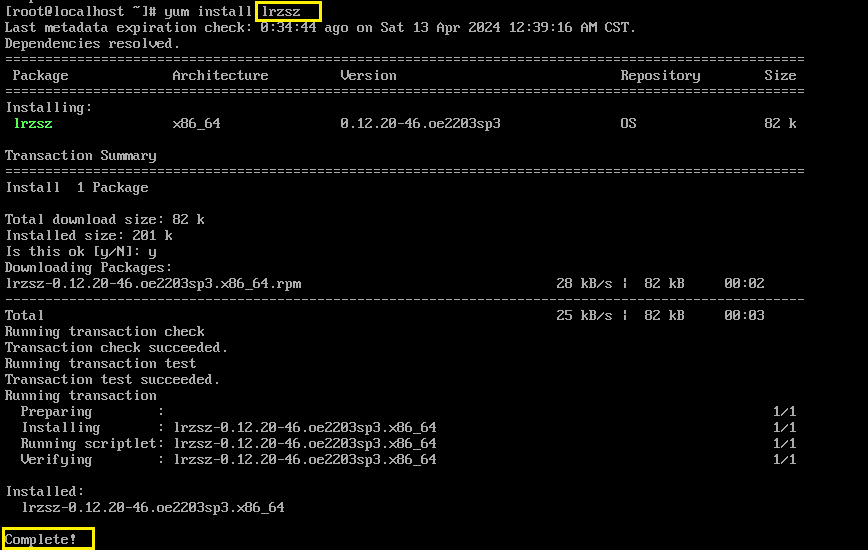 [root@localhost ~]# yum install lrzsz
Last metadata expiration check: 0:34:44 ago on Sat 13 Apr 2024 12:39:16 AM CST.
Dependencies resolved.
================================================================================
Package Architecture Version Repository Size
================================================================================
Installing:
lrzsz x86_64 0.12.20-46.oe2203sp3 OS 82 k
Transaction Summary
================================================================================
Install 1 Package
Total download size: 82 k
Installed size: 201 k
Is this ok [y/N]: y
Downloading Packages:
lrzsz-0.12.20-46.oe2203sp3.x86_64.rpm 28 kB/s | 82 kB 00:02
--------------------------------------------------------------------------------
Total 25 kB/s | 82 kB 00:03
Running transaction check
Transaction check succeeded.
Running transaction test
Transaction test succeeded.
Running transaction
Preparing : 1/1
Installing : lrzsz-0.12.20-46.oe2203sp3.x86_64 1/1
Running scriptlet: lrzsz-0.12.20-46.oe2203sp3.x86_64 1/1
Verifying : lrzsz-0.12.20-46.oe2203sp3.x86_64 1/1
Installed:
lrzsz-0.12.20-46.oe2203sp3.x86_64
Complete!